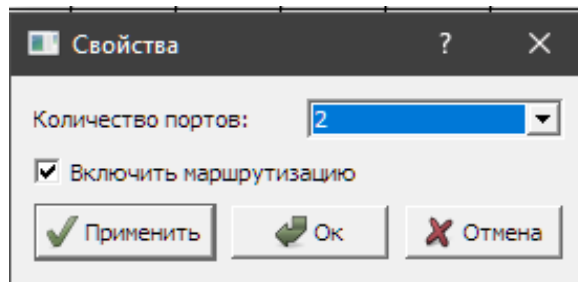 Свойства ?
Количество портов: 2
Включить маршрутизацию
Применить Ок Отмена